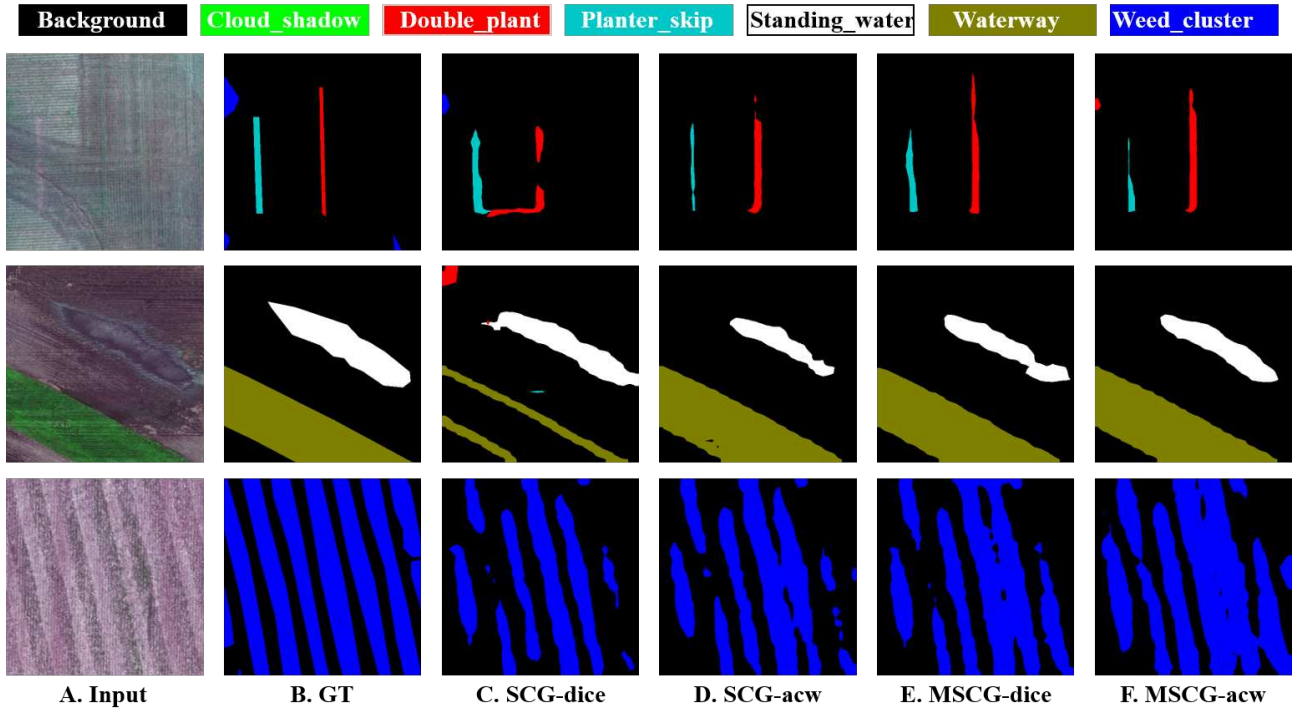 Background Cloud_shadow Double_plant Planter_skip Standing_water Waterway Weed_cluster
A. Input B. GT C. SCG-dice D. SCG-acw E. MSCG-dice F. MSCG-acw